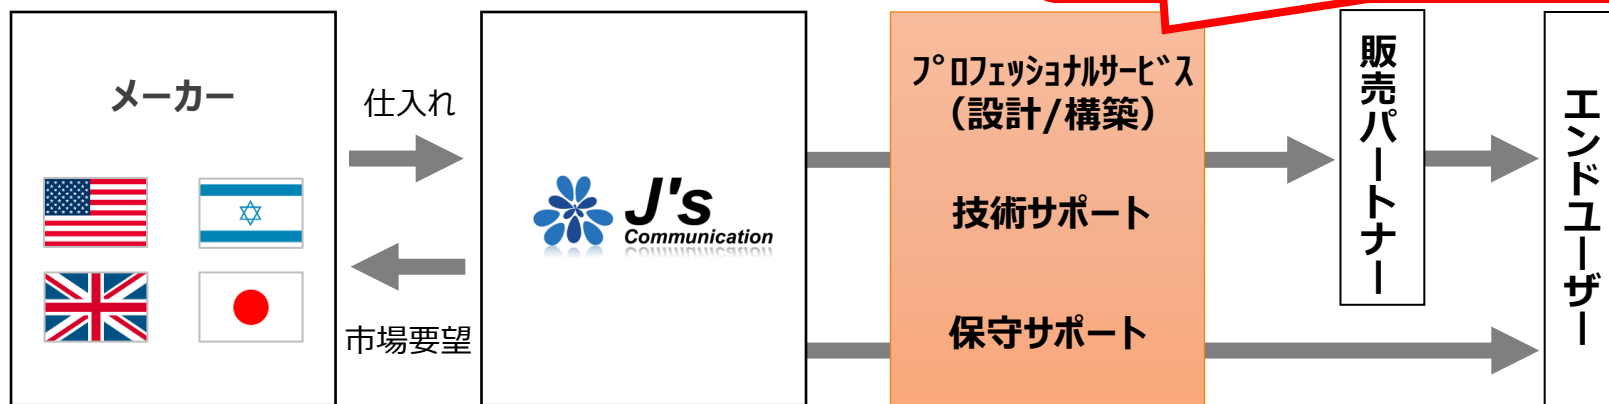 メーカー
仕入れ
市場要望
J's
Communication
プロフェッショナルサービス
（設計/構築）
技術サポート
保守サポート
販売パートナー
エンドユーザー